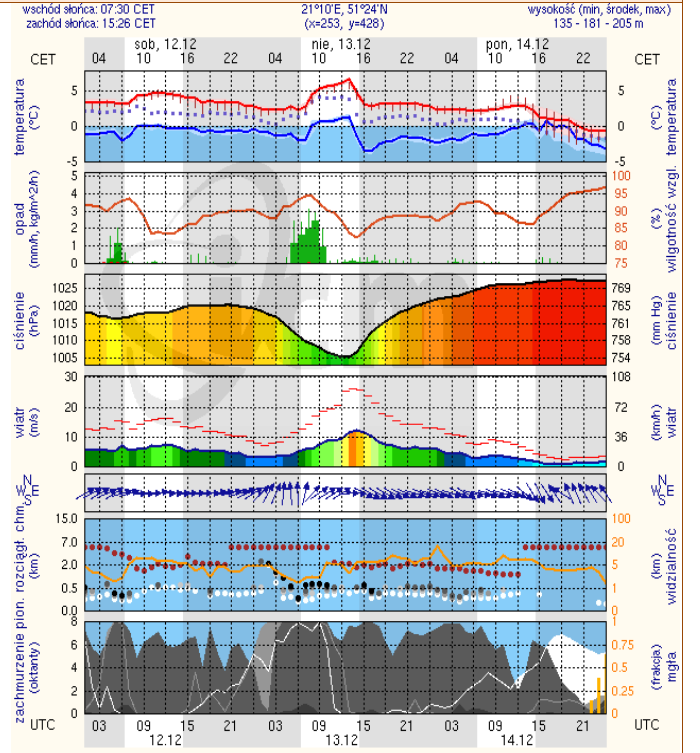 wschód słońca: 07:30 CET 21°10'E, 51°24'N wysokość (min, środek, max)
zachód słońca: 15:26 CET (x=253, y=428) 135 - 181 - 205 m
sob, 12.12 nie, 13.12 pon, 14.12
CET 04 10 16 22 04 10 16 22 04 10 16 22 CET
temperatura (°C) 5 0 -5 5 0 -5 (°C) temperatura
opad (mm/h, kg/m^2/h) 5 4 3 2 1 0 100 95 90 85 80 75 (%) wilgotność wzgl.
ciśnienie (hPa) 1025 1020 1015 1010 1005 769 765 761 758 754 (mm Hg) ciśnienie
wiatr (m/s) 30 20 10 0 108 72 36 0 (km/h) wiatr
N W E S N W E S
pion. rozciągł. chm. (km) 15.0 7.0 2.0 0.5 0.0 100 20 5 1 0 (km) widzialność
zachmurzenie (oktanty) 8 6 4 2 0 1 0.75 0.5 0.25 0 (frakcja) mgła
UTC 03 09 15 21 03 09 15 21 03 09 15 21 UTC
12.12 13.12 14.12